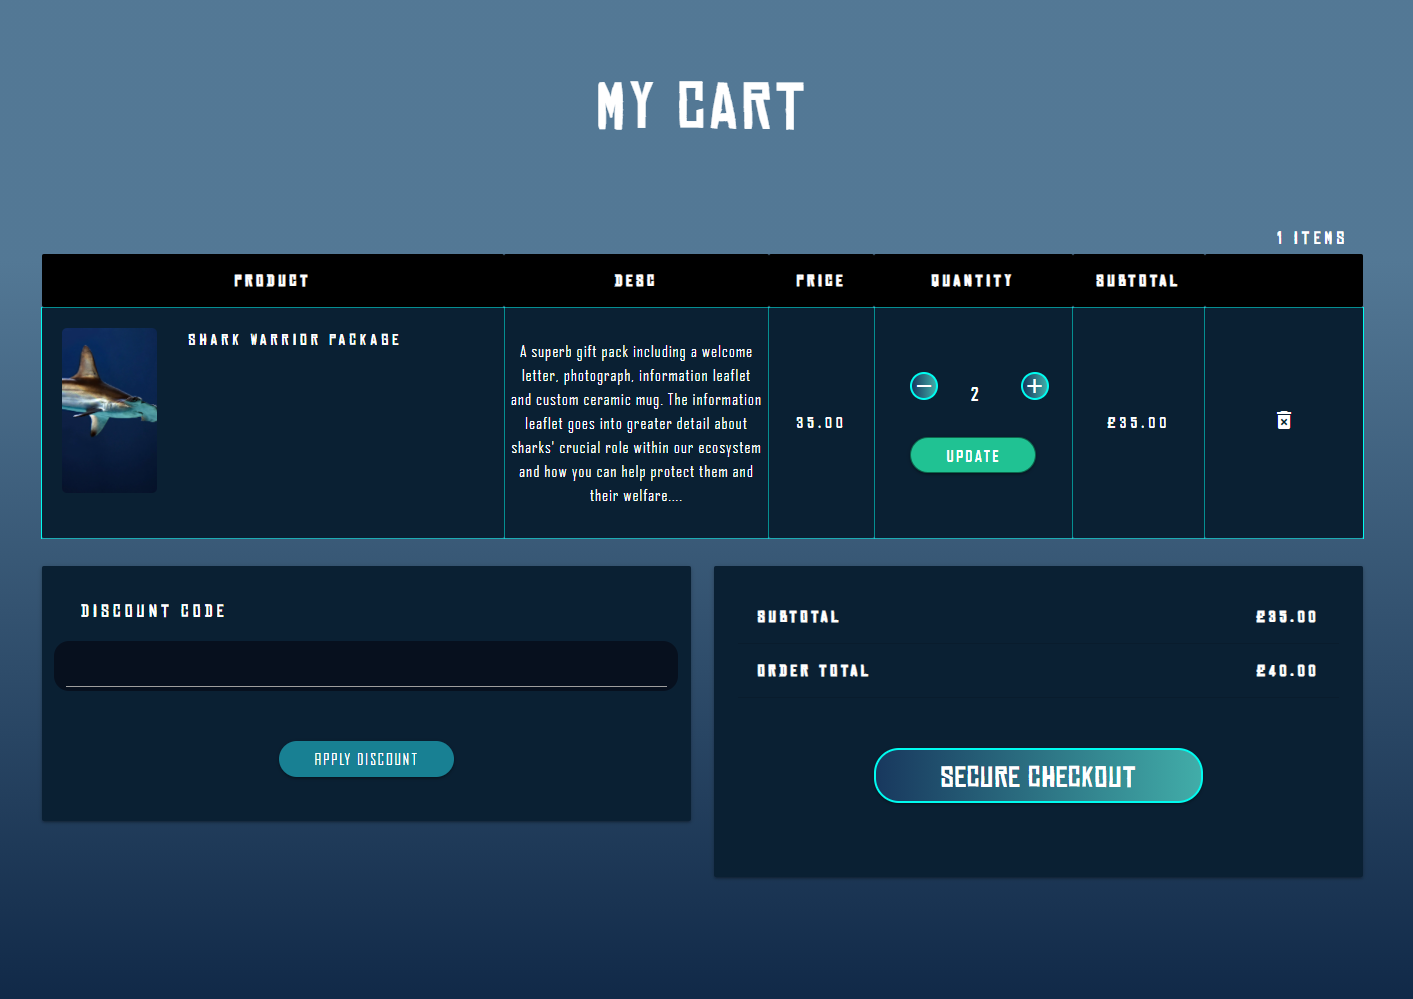 MY CART
1 ITEMS
PRODUCT DESC PRICE QUANTITY SUBTOTAL
SHARK WARRIOR PACKAGE
A superb gift pack including a welcome
letter, photograph, information leaflet
and custom ceramic mug. The information
leaflet goes into greater detail about
sharks' crucial role within our ecosystem
and how you can help protect them and
their welfare....
35.00
2
UPDATE
£35.00
DISCOUNT CODE
APPLY DISCOUNT
SUBTOTAL £35.00
ORDER TOTAL £40.00
SECURE CHECKOUT